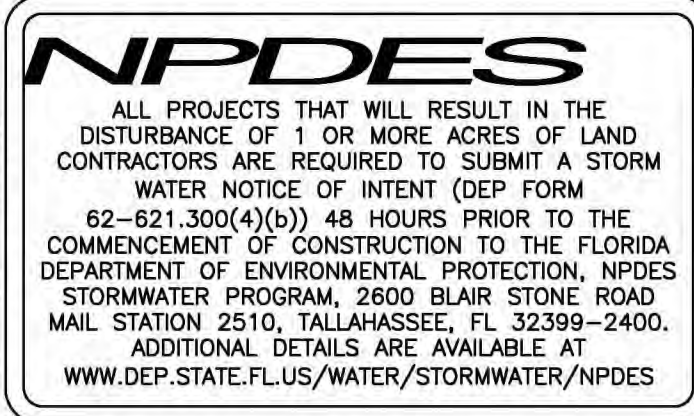 NPDES
ALL PROJECTS THAT WILL RESULT IN THE
DISTURBANCE OF 1 OR MORE ACRES OF LAND
CONTRACTORS ARE REQUIRED TO SUBMIT A STORM
WATER NOTICE OF INTENT (DEP FORM
62-621.300(4)(b)) 48 HOURS PRIOR TO THE
COMMENCEMENT OF CONSTRUCTION TO THE FLORIDA
DEPARTMENT OF ENVIRONMENTAL PROTECTION, NPDES
STORMWATER PROGRAM, 2600 BLAIR STONE ROAD
MAIL STATION 2510, TALLAHASSEE, FL 32399-2400.
ADDITIONAL DETAILS ARE AVAILABLE AT
WWW.DEP.STATE.FL.US/WATER/STORMWATER/NPDES